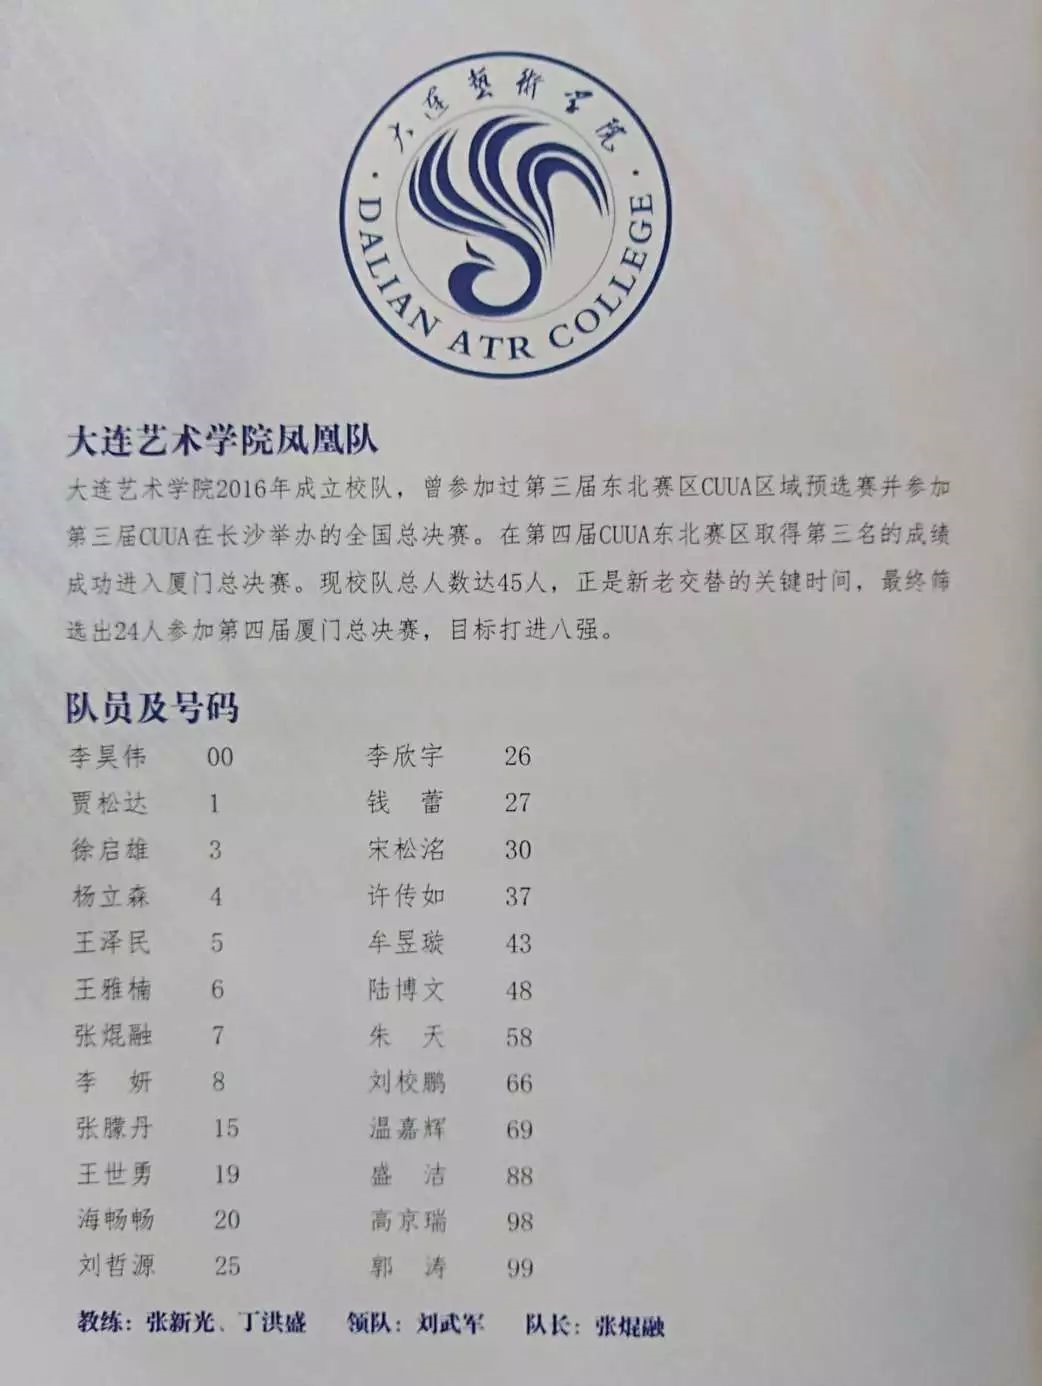 大连艺术学院
DALIAN ATR COLLEGE
大连艺术学院凤凰队
大连艺术学院2016年成立校队，曾参加过第三届东北赛区CUUA区域预选赛并参加
第三届CUUA在长沙举办的全国总决赛。在第四届CUUA东北赛区取得第三名的成绩
成功进入厦门总决赛。现校队总人数达45人，正是新老交替的关键时间，最终筛
选出24人参加第四届厦门总决赛，目标打进八强。
队员及号码
李昊伟 00 李欣宇 26
贾松达 1 钱 蕾 27
徐启雄 3 宋松洺 30
杨立森 4 许传如 37
王泽民 5 牟昱璇 43
王雅楠 6 陆博文 48
张焜融 7 朱 天 58
李 妍 8 刘校鹏 66
张朦丹 15 温嘉辉 69
王世勇 19 盛 洁 88
海畅畅 20 高京瑞 98
刘哲源 25 郭 涛 99
教练：张新光、丁洪盛 领队：刘武军 队长：张焜融